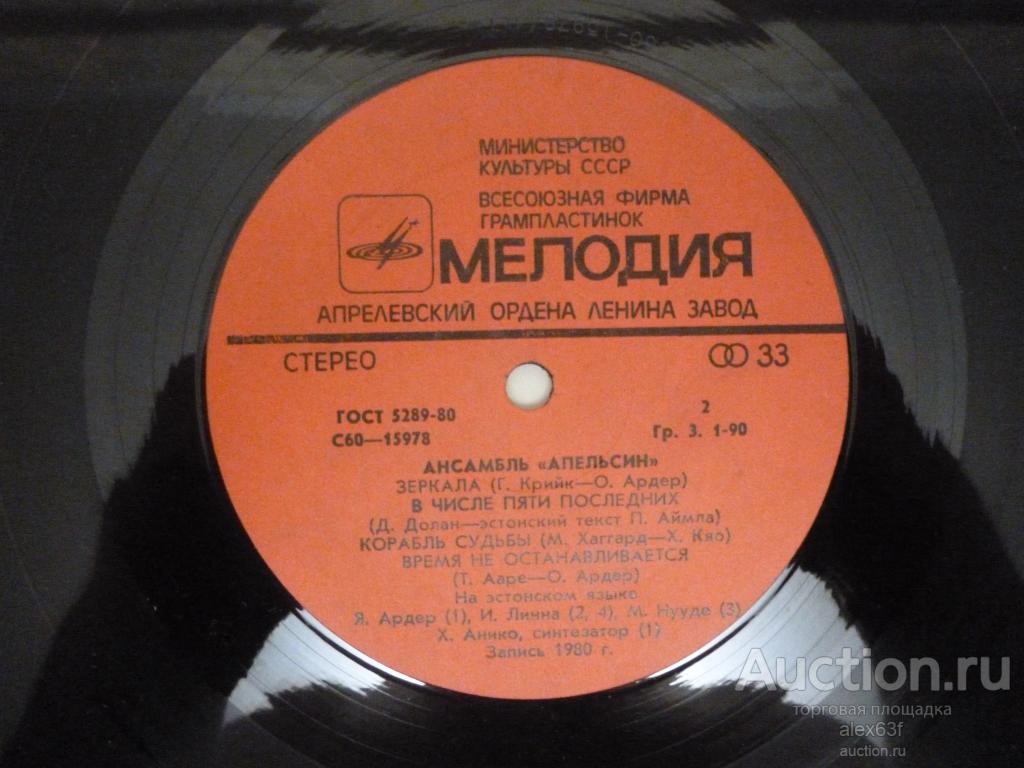 МИНИСТЕРСТВО
КУЛЬТУРЫ СССР
ВСЕСОЮЗНАЯ ФИРМА
ГРАМПЛАСТИНОК
МЕЛОДИЯ
АПРЕЛЕВСКИЙ ОРДЕНА ЛЕНИНА ЗАВОД
СТЕРЕО
33
ГОСТ 5289-80
2
С60—15978
Гр. 3. 1-90
АНСАМБЛЬ «АПЕЛЬСИН»
ЗЕРКАЛА (Г. Крийк—О. Ардер)
В ЧИСЛЕ ПЯТИ ПОСЛЕДНИХ
(Д. Долан—эстонский текст П. Аймла)
КОРАБЛЬ СУДЬБЫ (М. Хаггард—Х. Кяо)
ВРЕМЯ НЕ ОСТАНАВЛИВАЕТСЯ
(Т. Ааре—О. Ардер)
На эстонском языке
Я. Ардер (1), И. Линна (2, 4), М. Нууде (3)
Х. Анико, синтезатор (1)
Запись 1980 г.
Auction.ru
торговая площадка
alex63f
auction.ru